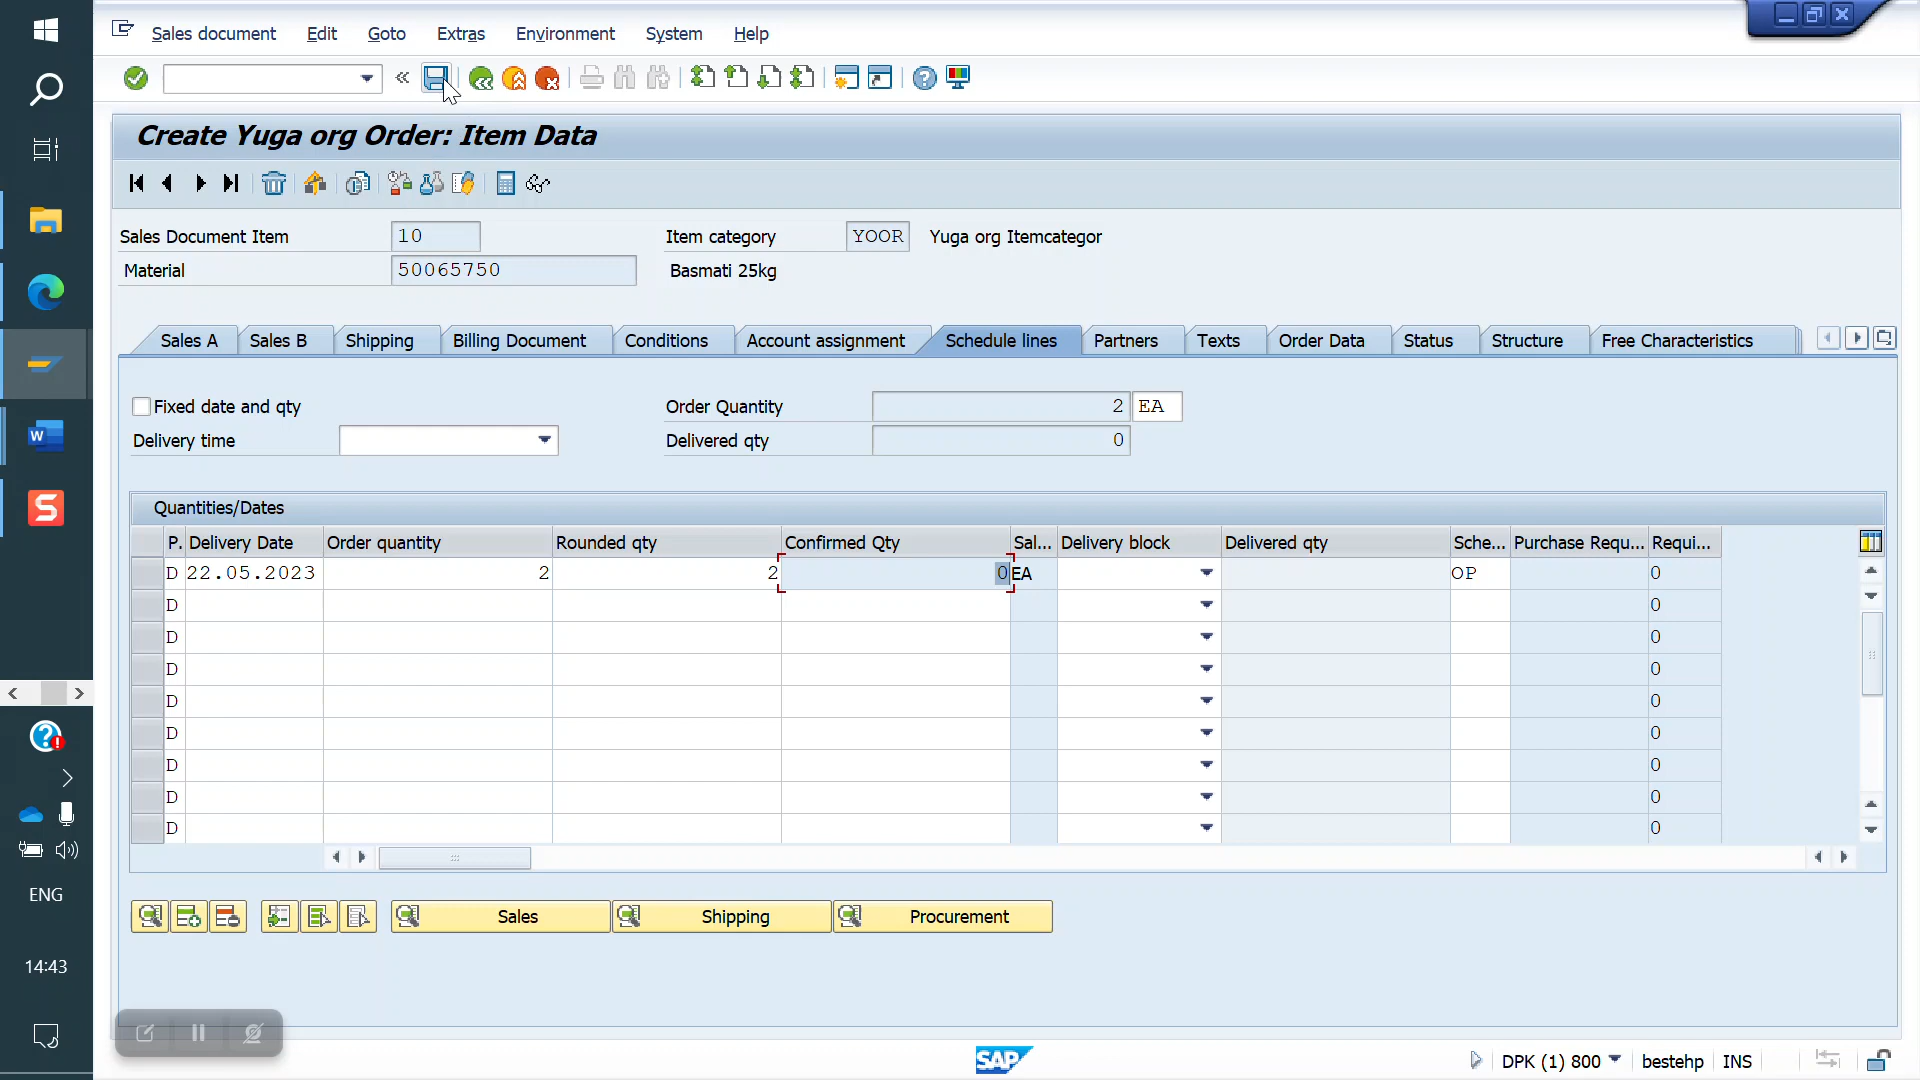 Sales document Edit Goto Extras Environment System Help
Create Yuga org Order: Item Data
Sales Document Item 10 Item category YOOR Yuga org Itemcategor
Material 50065750 Basmati 25kg
Sales A Sales B Shipping Billing Document Conditions Account assignment Schedule lines Partners Texts Order Data Status Structure Free Characteristics
Fixed date and qty Order Quantity 2 EA
Delivery time Delivered qty 0
Quantities/Dates
P. Delivery Date Order quantity Rounded qty Confirmed Qty Sal... Delivery block Delivered qty Sche... Purchase Requ... Requi...
D 22.05.2023 2 2 0 EA OP 0
D 0
D 0
D 0
D 0
D 0
D 0
D 0
D 0
Sales Shipping Procurement
ENG
14:43
W
S
SAP DPK (1) 800 bestehp INS